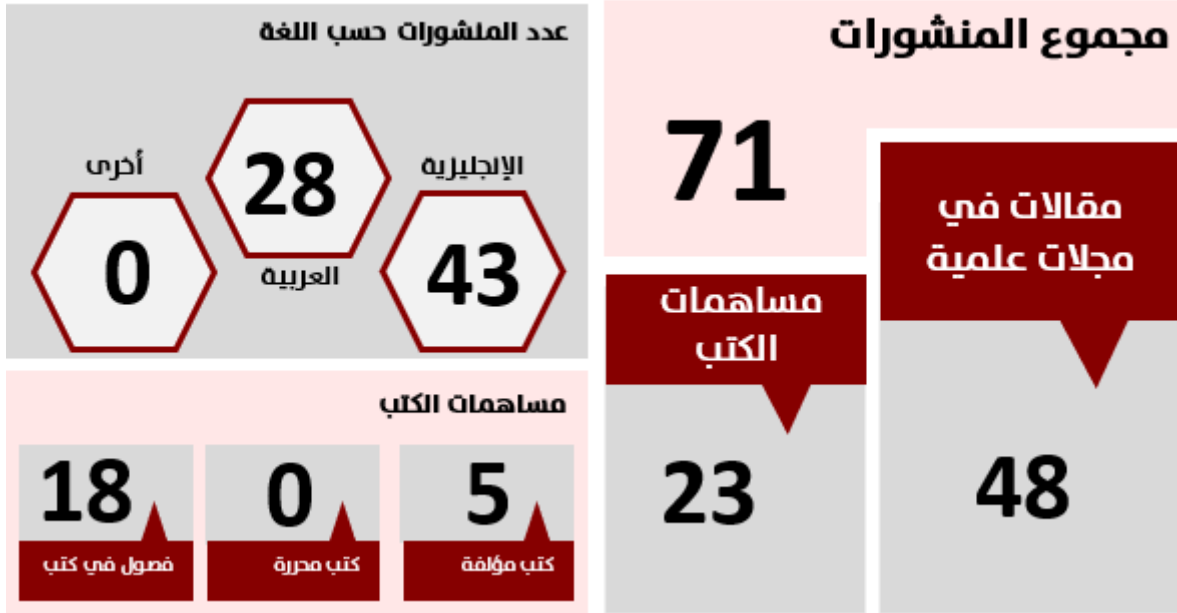 مجموع المنشورات
71
مقالات في
مجلات علمية
48
مساهمات
الكتب
23
عدد المنشورات حسب اللغة
الإنجليزية
43
28
العربية
أخرى
0
مساهمات الكتب
5
كتب مؤلفة
0
كتب محررة
18
فصول في كتب